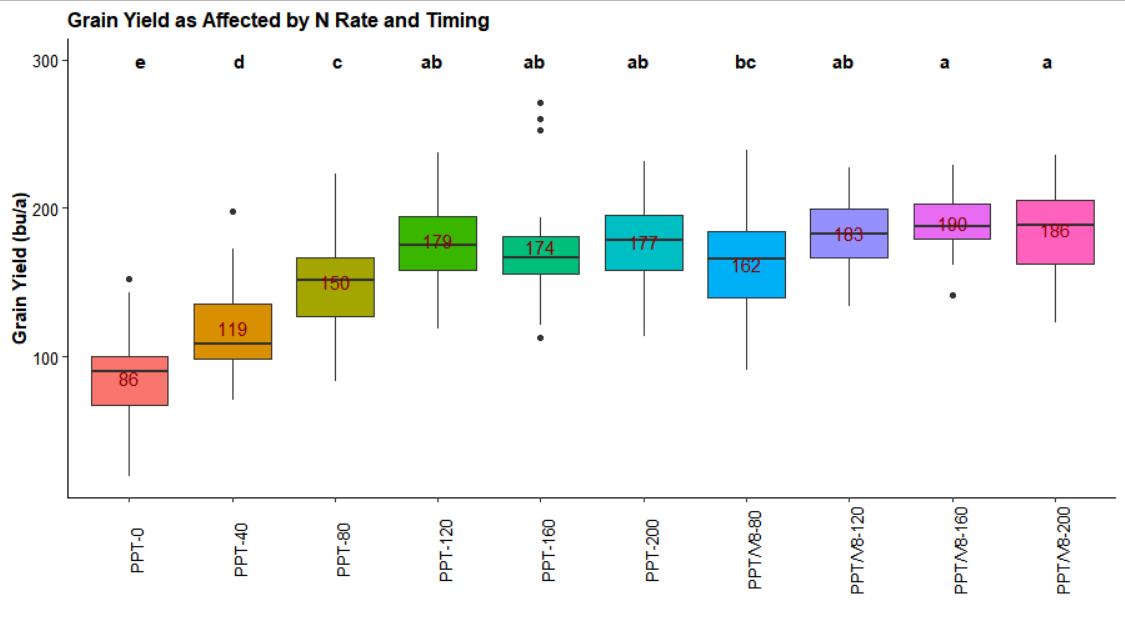 Grain Yield as Affected by N Rate and Timing
300
e d c ab ab ab bc ab a a
Grain Yield (bu/a)
200
100
86 119 150 179 174 177 162 183 190 186
PPT-0
PPT-40
PPT-80
PPT-120
PPT-160
PPT-200
PPT/V8-80
PPT/V8-120
PPT/V8-160
PPT/V8-200